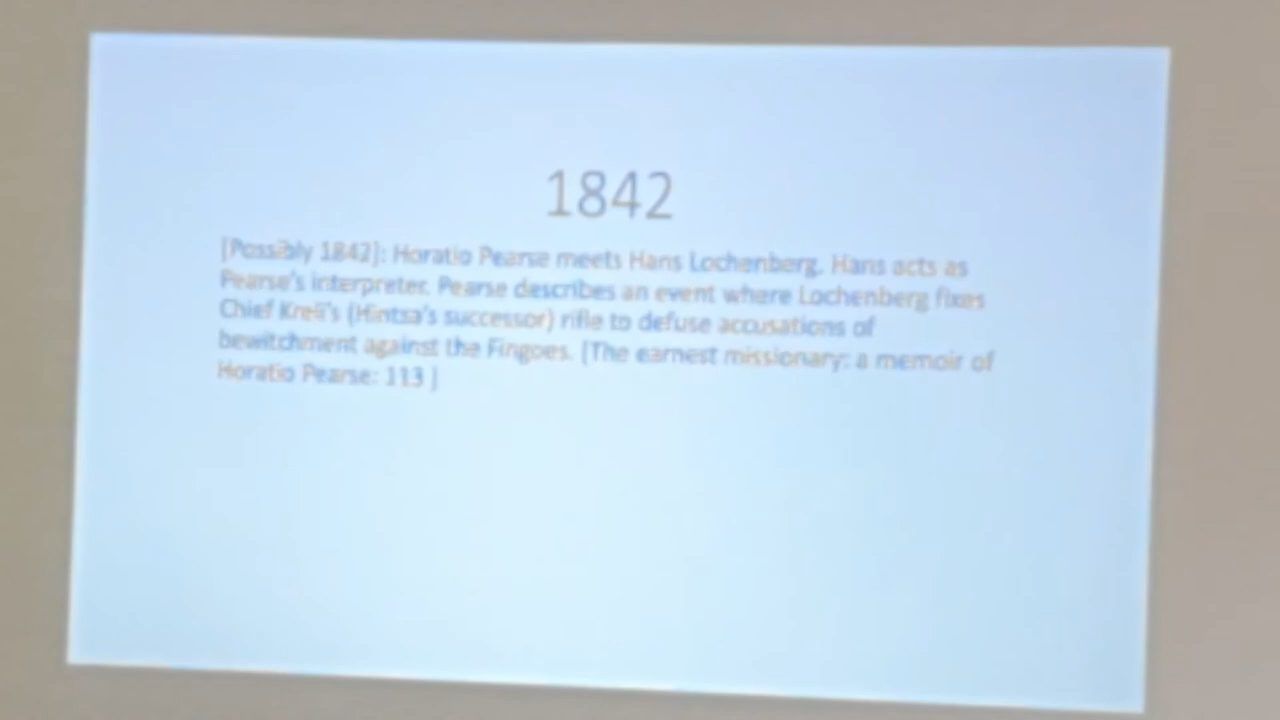 1842
[Possibly 1842]: Horatio Pearse meets Hans Lochenberg. Hans acts as
Pearse's interpreter. Pearse describes an event where Lochenberg fixes
Chief Kreli's (Hintsa's successor) rifle to defuse accusations of
bewitchment against the Fingoes. [The earnest missionary: a memoir of
Horatio Pearse: 113 ]